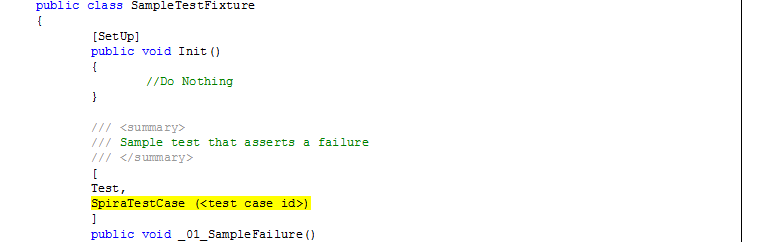 public class SampleTestFixture
{
[SetUp]
public void Init()
{
//Do Nothing
}
/// <summary>
/// Sample test that asserts a failure
/// </summary>
[
Test,
SpiraTestCase (<test case id>)
]
public void _01_SampleFailure()